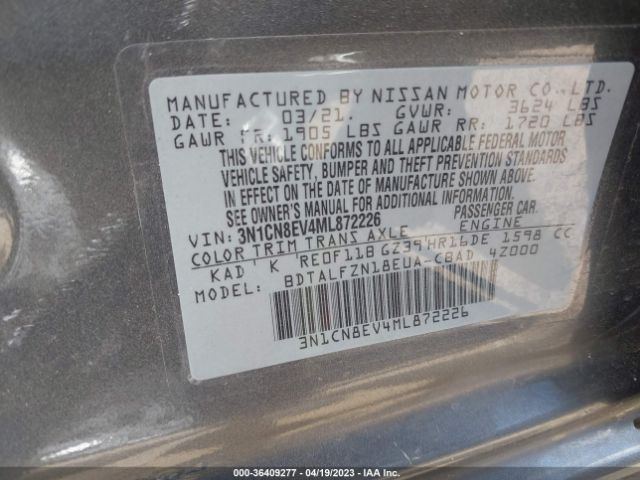 MANUFACTURED BY NISSAN MOTOR CO., LTD.
DATE: 03/21. GVWR: 3624 LBS
GAWR FR: 1905 LBS GAWR RR: 1720 LBS
THIS VEHICLE CONFORMS TO ALL APPLICABLE FEDERAL MOTOR
VEHICLE SAFETY, BUMPER AND THEFT PREVENTION STANDARDS
IN EFFECT ON THE DATE OF MANUFACTURE SHOWN ABOVE.
SEE OWNER'S MANUAL FOR ADDITIONAL INFORMATION.
VIN: 3N1CN8EV4ML872226 PASSENGER CAR
COLOR TRIM TRANS AXLE ENGINE
KAD K RE0F11B GZ39 HR16DE 1598 CC
MODEL: BDTALFZN18EUA-CBAD 4Z000
3N1CN8EV4ML872226
000-36409277 - 04/19/2023 - IAA Inc.